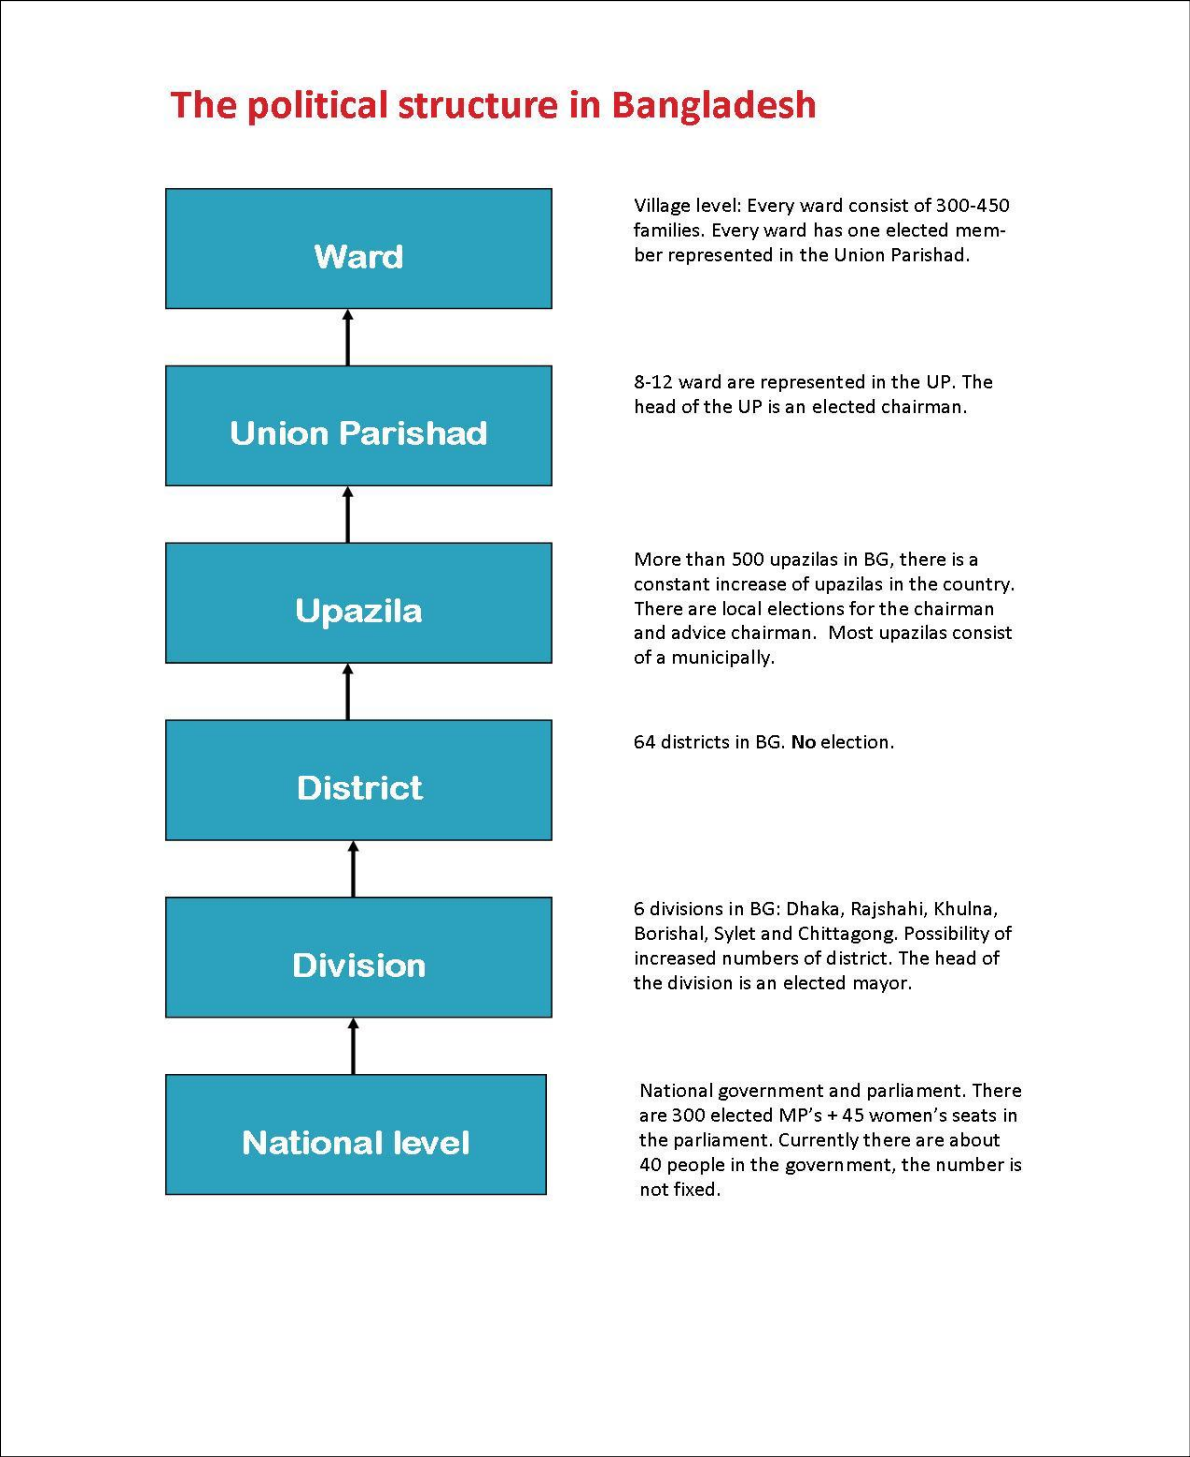 The political structure in Bangladesh
Ward
Village level: Every ward consist of 300-450
families. Every ward has one elected mem-
ber represented in the Union Parishad.
Union Parishad
8-12 ward are represented in the UP. The
head of the UP is an elected chairman.
Upazila
More than 500 upazilas in BG, there is a
constant increase of upazilas in the country.
There are local elections for the chairman
and advice chairman.  Most upazilas consist
of a municipally.
District
64 districts in BG. No election.
Division
6 divisions in BG: Dhaka, Rajshahi, Khulna,
Borishal, Sylet and Chittagong. Possibility of
increased numbers of district. The head of
the division is an elected mayor.
National level
National government and parliament. There
are 300 elected MP’s + 45 women’s seats in
the parliament. Currently there are about
40 people in the government, the number is
not fixed.